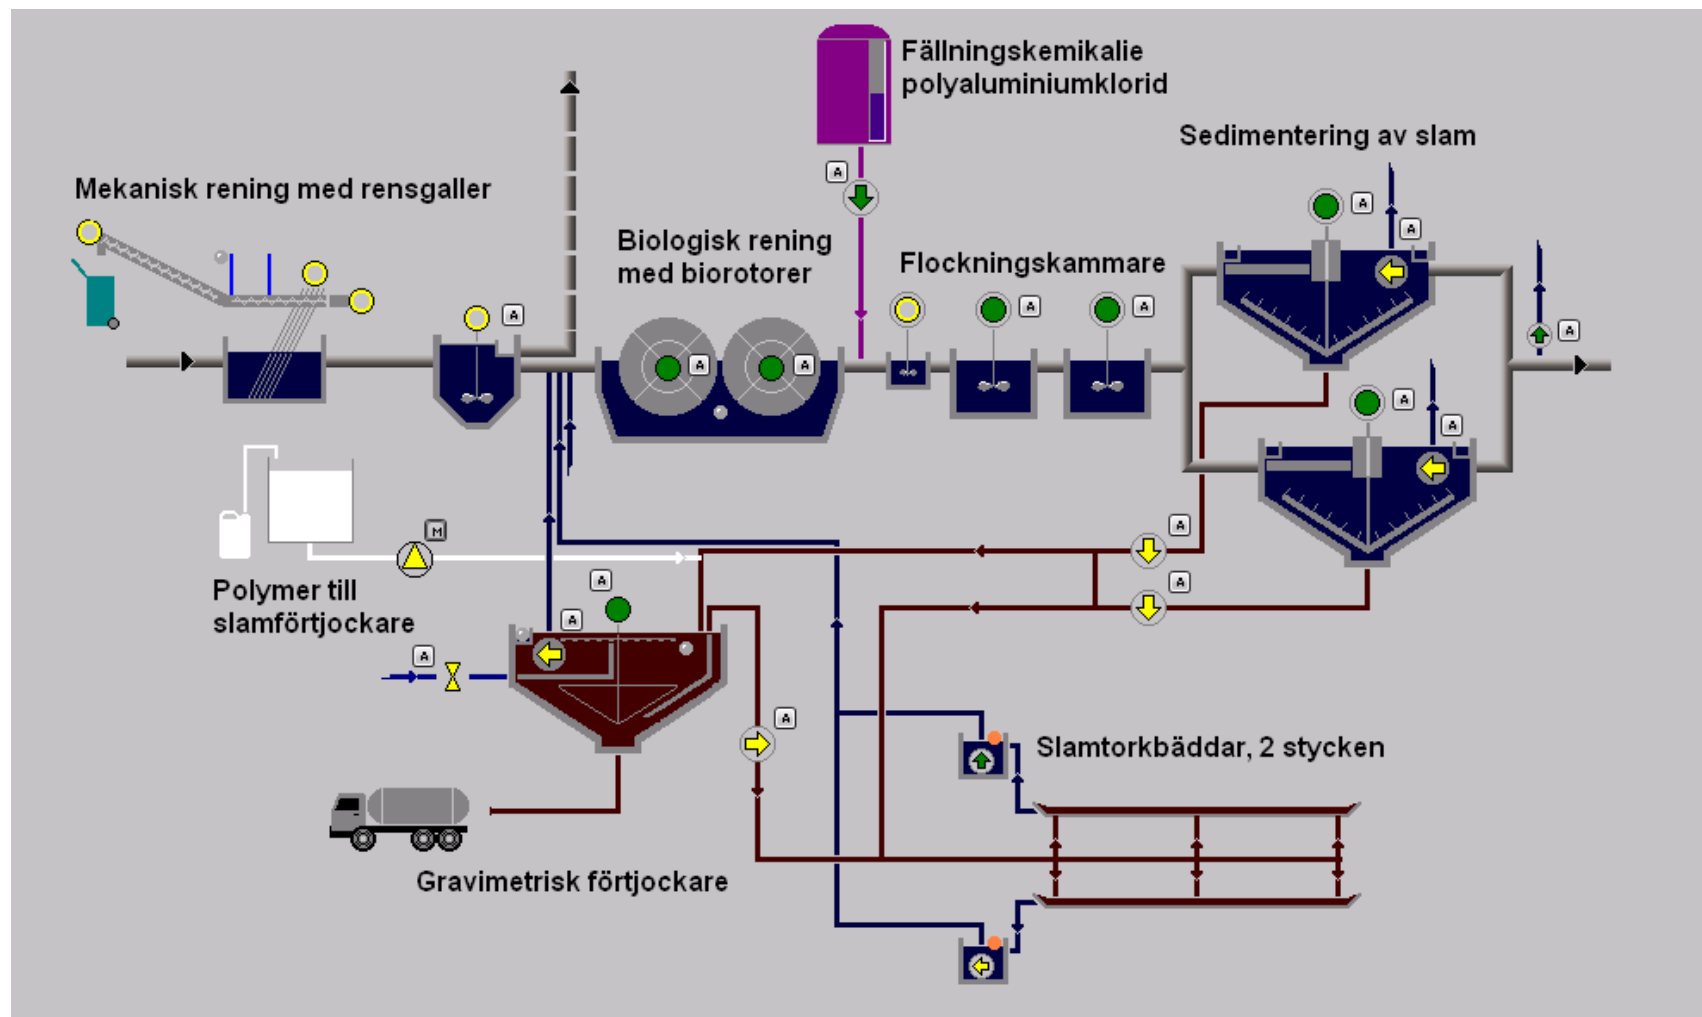 Fällningskemikalie
polyaluminiumklorid
Sedimentering av slam
Mekanisk rening med rensgaller
A
A
A
A
Biologisk rening
med biorotorer
Flockningskammare
A
A
A
A
A
A
A
A
M
A
A
Polymer till
slamförtjockare
A
A
A
A
Slamtorkbäddar, 2 stycken
Gravimetrisk förtjockare